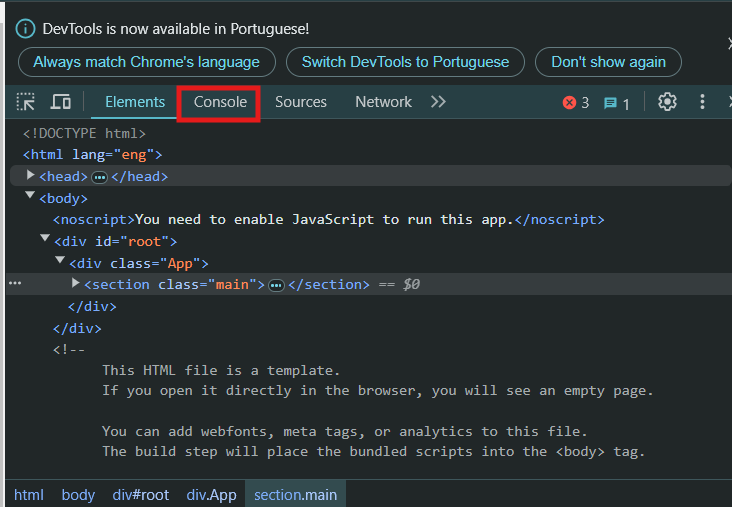 DevTools is now available in Portuguese!
Always match Chrome's language Switch DevTools to Portuguese Don't show again
Elements Console Sources Network 3 1
<!DOCTYPE html>
<html lang="eng">
<head> ••• </head>
<body>
<noscript>You need to enable JavaScript to run this app.</noscript>
<div id="root">
<div class="App">
••• <section class="main"> ••• </section> == $0
</div>
</div>
<!--
This HTML file is a template.
If you open it directly in the browser, you will see an empty page.
You can add webfonts, meta tags, or analytics to this file.
The build step will place the bundled scripts into the <body> tag.
html body div#root div.App section.main